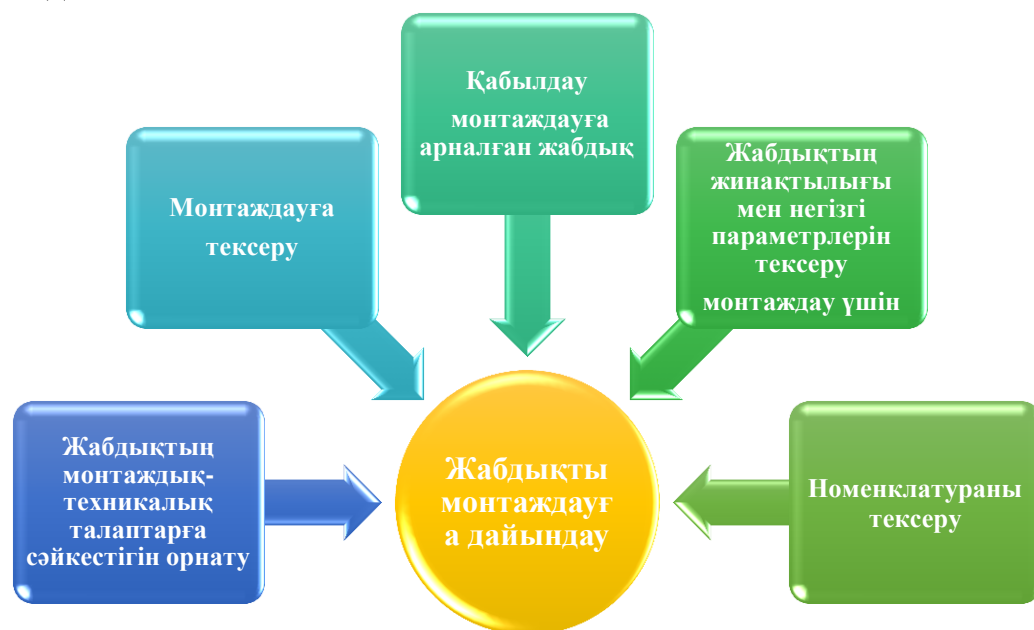 Қабылдау
монтаждауға
арналған жабдық
Жабдықтың
жинақтылығы
мен негізгі
параметрлерін
тексеру
монтаждау үшін
Монтаждауға
тексеру
Жабдықтың
монтаждық-
техникалық
талаптарға
сәйкестігін орнату
Жабдықты
монтаждауғ
а дайындау
Номенклатураны
тексеру